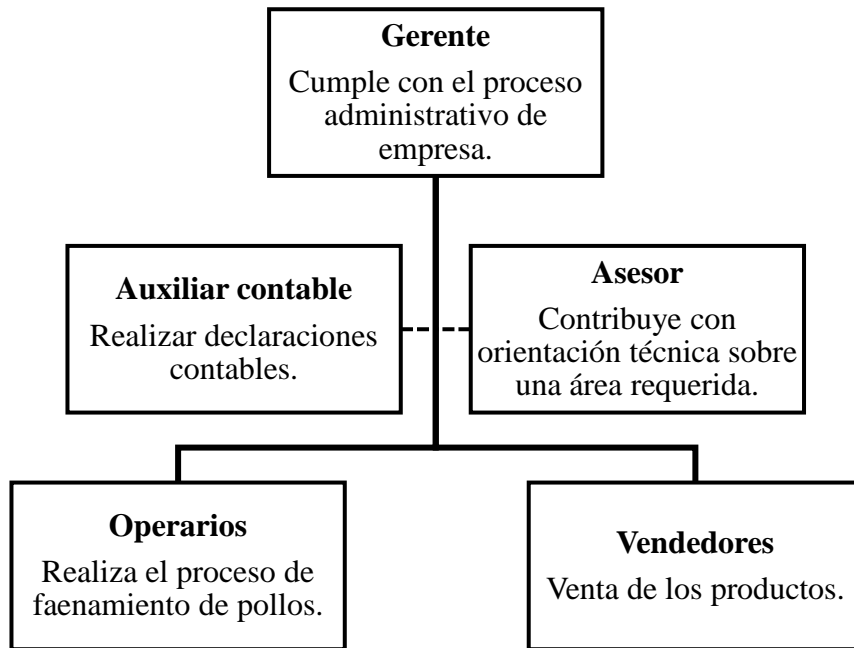 Gerente
Cumple con el proceso
administrativo de
empresa.
Auxiliar contable
Realizar declaraciones
contables.
Asesor
Contribuye con
orientación técnica sobre
una área requerida.
Operarios
Realiza el proceso de
faenamiento de pollos.
Vendedores
Venta de los productos.